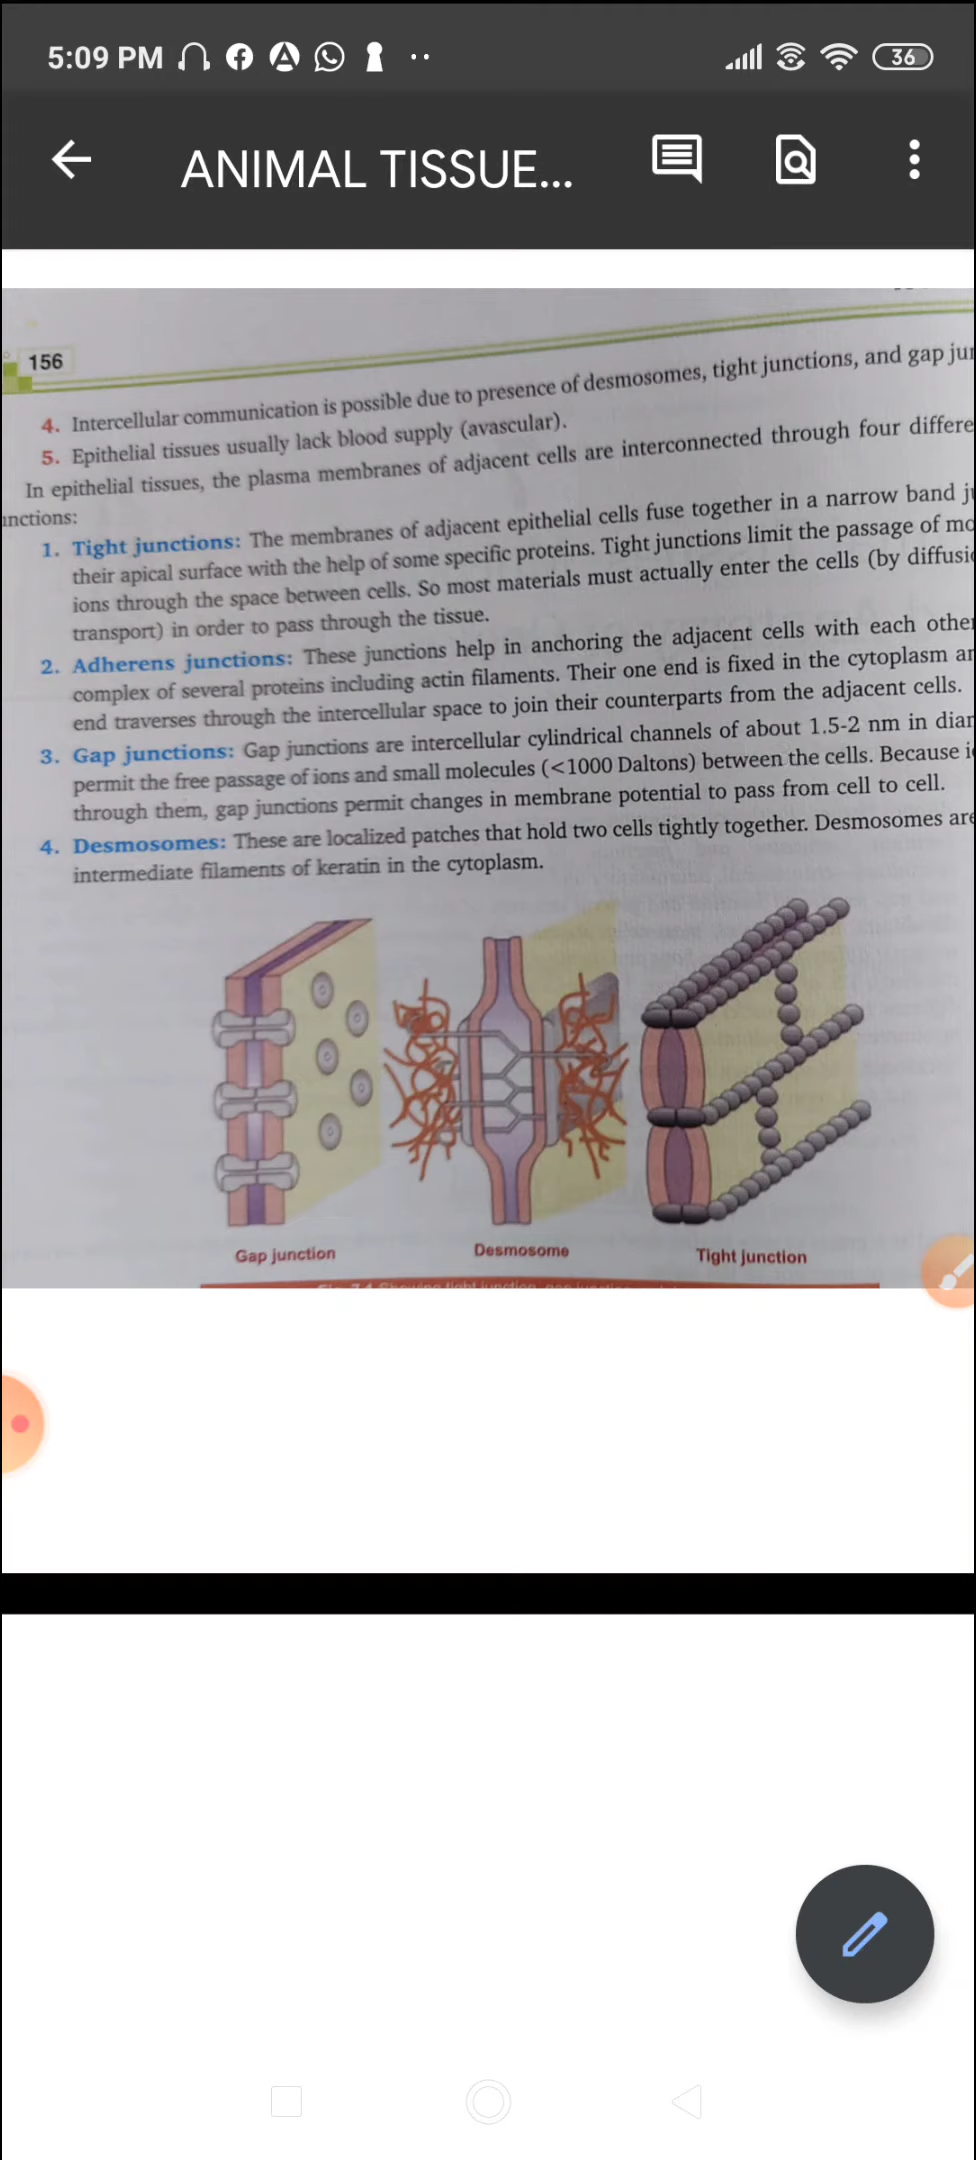 5:09 PM
36
ANIMAL TISSUE...
156
4. Intercellular communication is possible due to presence of desmosomes, tight junctions, and gap
5. Epithelial tissues usually lack blood supply (avascular).
In epithelial tissues, the plasma membranes of adjacent cells are interconnected through four
1. Tight junctions: The membranes of adjacent epithelial cells fuse together in a narrow band
their apical surface with the help of some specific proteins. Tight junctions limit the passage of
ions through the space between cells. So most materials must actually enter the cells (by
transport) in order to pass through the tissue.
2. Adherens junctions: These junctions help in anchoring the adjacent cells with each other
complex of several proteins including actin filaments. Their one end is fixed in the cytoplasm
end traverses through the intercellular space to join their counterparts from the adjacent cells.
3. Gap junctions: Gap junctions are intercellular cylindrical channels of about 1.5-2 nm in
permit the free passage of ions and small molecules (<1000 Daltons) between the cells. Because
through them, gap junctions permit changes in membrane potential to pass from cell to cell.
4. Desmosomes: These are localized patches that hold two cells tightly together. Desmosomes are
intermediate filaments of keratin in the cytoplasm.
Gap junction
Desmosome
Tight junction